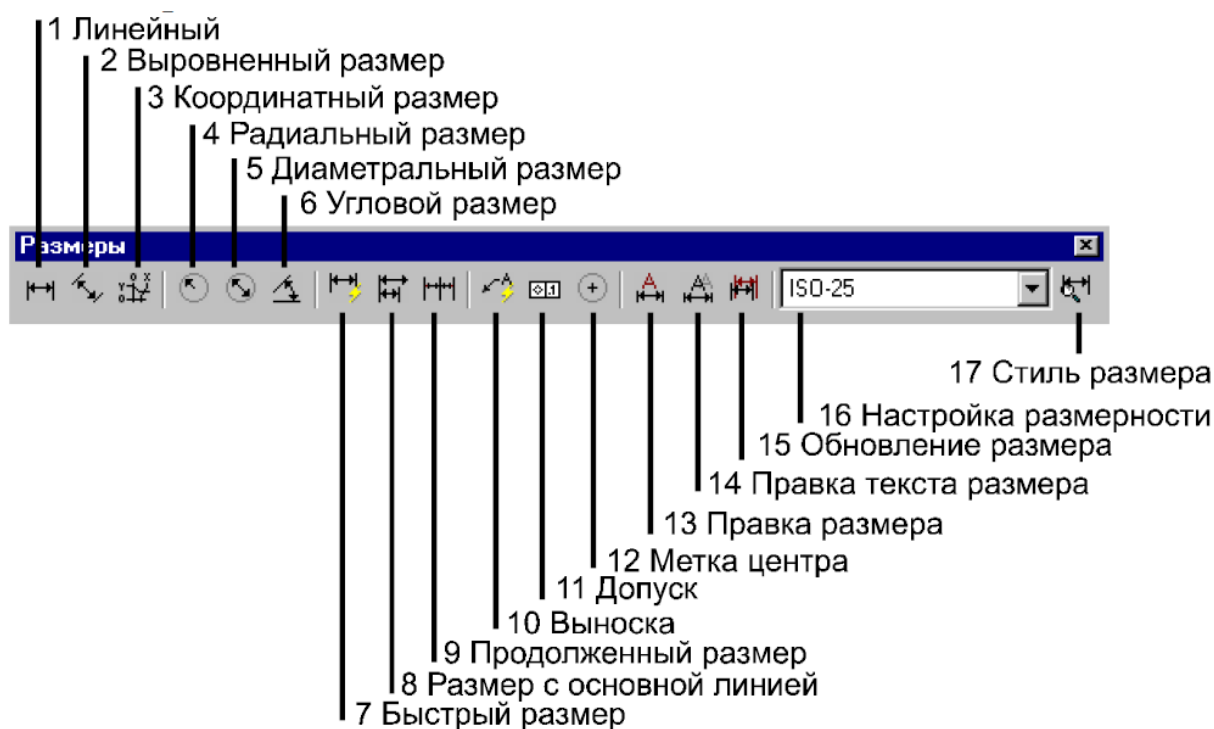 1 Линейный
2 Выровненный размер
3 Координатный размер
4 Радиальный размер
5 Диаметральный размер
6 Угловой размер
Размеры
ISO-25
17 Стиль размера
16 Настройка размерности
15 Обновление размера
14 Правка текста размера
13 Правка размера
12 Метка центра
11 Допуск
10 Выноска
9 Продолженный размер
8 Размер с основной линией
7 Быстрый размер